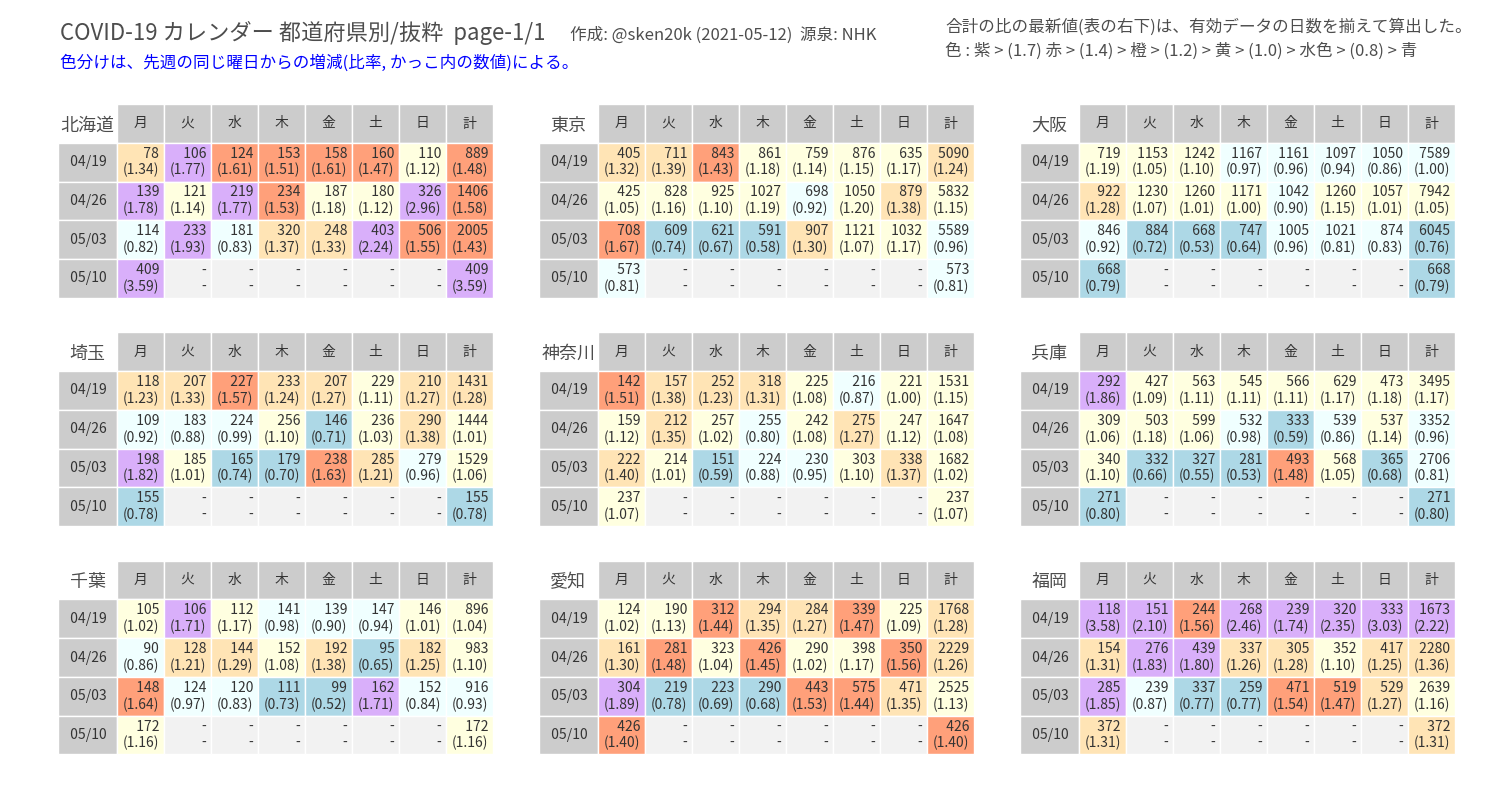 COVID-19 カレンダー 都道府県別/抜粋 page-1/1 作成: @sken20k (2021-05-12) 源泉: NHK
合計の比の最新値(表の右下)は、有効データの日数を揃えて算出した。
色分けは、先週の同じ曜日からの増減(比率, かっこ内の数値)による。
色 : 紫 > (1.7) 赤 > (1.4) > 橙 > (1.2) > 黄 > (1.0) > 水色 > (0.8) > 青
北海道 月 火 水 木 金 土 日 計
04/19 78 106 124 153 158 160 110 889
(1.34) (1.77) (1.61) (1.51) (1.61) (1.47) (1.12) (1.48)
04/26 139 121 219 234 187 180 326 1406
(1.78) (1.14) (1.77) (1.53) (1.18) (1.12) (2.96) (1.58)
05/03 114 233 181 320 248 403 506 2005
(0.82) (1.93) (0.83) (1.37) (1.33) (2.24) (1.55) (1.43)
05/10 409 - - - - - - 409
(3.59) - - - - - - (3.59)
東京 月 火 水 木 金 土 日 計
04/19 405 711 843 861 759 876 635 5090
(1.32) (1.39) (1.43) (1.18) (1.14) (1.15) (1.17) (1.24)
04/26 425 828 925 1027 698 1050 879 5832
(1.05) (1.16) (1.10) (1.19) (0.92) (1.20) (1.38) (1.15)
05/03 708 609 621 591 907 1121 1032 5589
(1.67) (0.74) (0.67) (0.58) (1.30) (1.07) (1.17) (0.96)
05/10 573 - - - - - - 573
(0.81) - - - - - - (0.81)
大阪 月 火 水 木 金 土 日 計
04/19 719 1153 1242 1167 1161 1097 1050 7589
(1.19) (1.05) (1.10) (0.97) (0.96) (0.94) (0.86) (1.00)
04/26 922 1230 1260 1171 1042 1260 1057 7942
(1.28) (1.07) (1.01) (1.00) (0.90) (1.15) (1.01) (1.05)
05/03 846 884 668 747 1005 1021 874 6045
(0.92) (0.72) (0.53) (0.64) (0.96) (0.81) (0.83) (0.76)
05/10 668 - - - - - - 668
(0.79) - - - - - - (0.79)
埼玉 月 火 水 木 金 土 日 計
04/19 118 207 227 233 207 229 210 1431
(1.23) (1.33) (1.57) (1.24) (1.27) (1.11) (1.27) (1.28)
04/26 109 183 224 256 146 236 290 1444
(0.92) (0.88) (0.99) (1.10) (0.71) (1.03) (1.38) (1.01)
05/03 198 185 165 179 238 285 279 1529
(1.82) (1.01) (0.74) (0.70) (1.63) (1.21) (0.96) (1.06)
05/10 155 - - - - - - 155
(0.78) - - - - - - (0.78)
神奈川 月 火 水 木 金 土 日 計
04/19 142 157 252 318 225 216 221 1531
(1.51) (1.38) (1.23) (1.31) (1.08) (0.87) (1.00) (1.15)
04/26 159 212 257 255 242 275 247 1647
(1.12) (1.35) (1.02) (0.80) (1.08) (1.27) (1.12) (1.08)
05/03 222 214 151 224 230 303 338 1682
(1.40) (1.01) (0.59) (0.88) (0.95) (1.10) (1.37) (1.02)
05/10 237 - - - - - - 237
(1.07) - - - - - - (1.07)
兵庫 月 火 水 木 金 土 日 計
04/19 292 427 563 545 566 629 473 3495
(1.86) (1.09) (1.11) (1.11) (1.11) (1.17) (1.18) (1.17)
04/26 309 503 599 532 333 539 537 3352
(1.06) (1.18) (1.06) (0.98) (0.59) (0.86) (1.14) (0.96)
05/03 340 332 327 281 493 568 365 2706
(1.10) (0.66) (0.55) (0.53) (1.48) (1.05) (0.68) (0.81)
05/10 271 - - - - - - 271
(0.80) - - - - - - (0.80)
千葉 月 火 水 木 金 土 日 計
04/19 105 106 112 141 139 147 146 896
(1.02) (1.71) (1.17) (0.98) (0.90) (0.94) (1.01) (1.04)
04/26 90 128 144 152 192 95 182 983
(0.86) (1.21) (1.29) (1.08) (1.38) (0.65) (1.25) (1.10)
05/03 148 124 120 111 99 162 152 916
(1.64) (0.97) (0.83) (0.73) (0.52) (1.71) (0.84) (0.93)
05/10 172 - - - - - - 172
(1.16) - - - - - - (1.16)
愛知 月 火 水 木 金 土 日 計
04/19 124 190 312 294 284 339 225 1768
(1.02) (1.13) (1.44) (1.35) (1.27) (1.47) (1.09) (1.28)
04/26 161 281 323 426 290 398 350 2229
(1.30) (1.48) (1.04) (1.45) (1.02) (1.17) (1.56) (1.26)
05/03 304 219 223 290 443 575 471 2525
(1.89) (0.78) (0.69) (0.68) (1.53) (1.44) (1.35) (1.13)
05/10 426 - - - - - - 426
(1.40) - - - - - - (1.40)
福岡 月 火 水 木 金 土 日 計
04/19 118 151 244 268 239 320 333 1673
(3.58) (2.10) (1.56) (2.46) (1.74) (2.35) (3.03) (2.22)
04/26 154 276 439 337 305 352 417 2280
(1.31) (1.83) (1.80) (1.26) (1.28) (1.10) (1.25) (1.36)
05/03 285 239 337 259 471 519 529 2639
(1.85) (0.87) (0.77) (0.77) (1.54) (1.47) (1.27) (1.16)
05/10 372 - - - - - - 372
(1.31) - - - - - - (1.31)